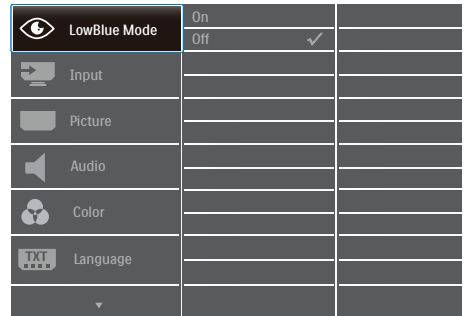 LowBlue Mode
On
Off
Input
Picture
Audio
Color
TXT
Language